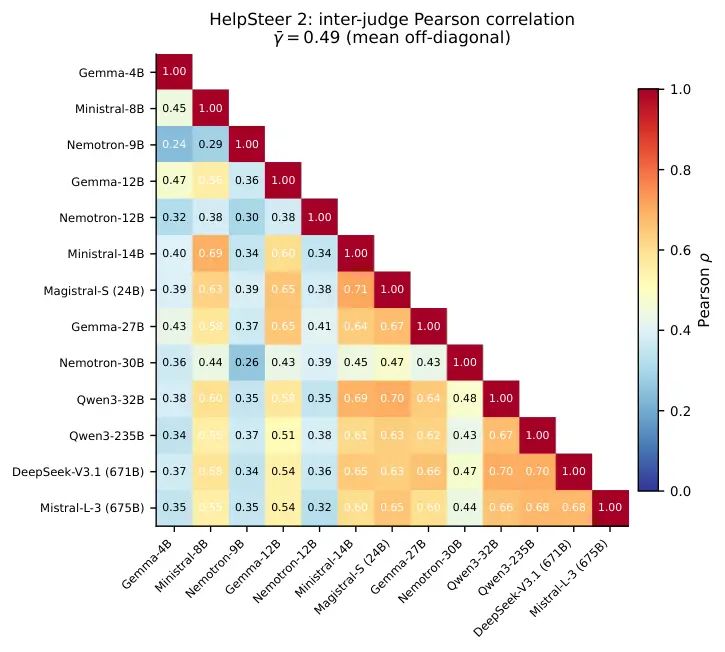 HelpSteer 2: inter-judge Pearson correlation
γ̄ = 0.49 (mean off-diagonal)
Gemma-4B 1.00
Ministral-8B 0.45 1.00
Nemotron-9B 0.24 0.29 1.00
Gemma-12B 0.47 0.36 1.00
Nemotron-12B 0.32 0.38 0.30 0.38 1.00
Ministral-14B 0.40 0.69 0.34 0.60 0.34 1.00
Magistral-S (24B) 0.39 0.63 0.39 0.65 0.38 0.71 1.00
Gemma-27B 0.43 0.58 0.37 0.65 0.41 0.64 0.67 1.00
Nemotron-30B 0.36 0.44 0.26 0.43 0.39 0.45 0.47 0.43 1.00
Qwen3-32B 0.38 0.60 0.35 0.35 0.69 0.70 0.64 0.48 1.00
Qwen3-235B 0.34 0.37 0.51 0.38 0.61 0.63 0.62 0.43 0.67 1.00
DeepSeek-V3.1 (671B) 0.37 0.34 0.54 0.36 0.65 0.63 0.66 0.47 0.70 0.70 1.00
Mistral-L-3 (675B) 0.35 0.35 0.54 0.32 0.60 0.65 0.60 0.44 0.66 0.68 0.68 1.00
Gemma-4B
Ministral-8B
Nemotron-9B
Gemma-12B
Nemotron-12B
Ministral-14B
Magistral-S (24B)
Gemma-27B
Nemotron-30B
Qwen3-32B
Qwen3-235B
DeepSeek-V3.1 (671B)
Mistral-L-3 (675B)
1.0
0.8
0.6
0.4
0.2
0.0
Pearson ρ